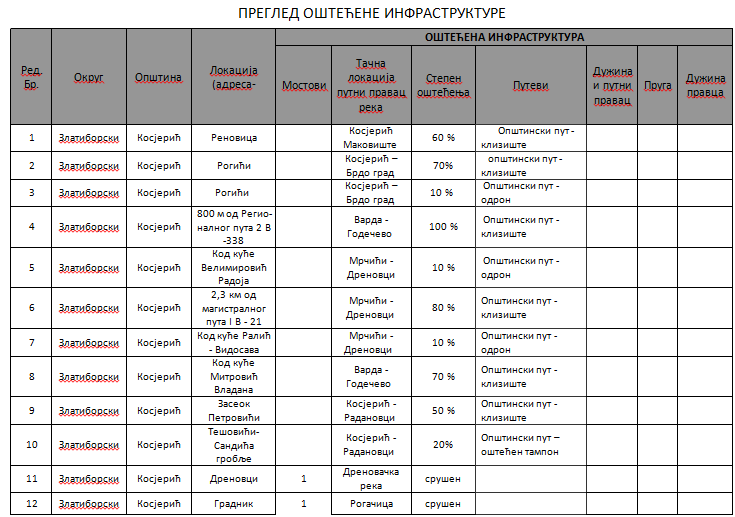 ПРЕГЛЕД ОШТЕЋЕНЕ ИНФРАСТРУКТУРЕ
ОШТЕЋЕНА ИНФРАСТРУКТУРА
Ред. Бр. Округ Општина Локација (адреса- Мостови Тачна локација путни правац река Степен оштећења Путеви Дужина и путни правац Пруга Дужина правца
1 Златиборски Косјерић Реновица Косјерић Маковиште 60 % Општински пут - клизиште
2 Златиборски Косјерић Рогићи Косјерић – Брдо град 70% општински пут - клизиште
3 Златиборски Косјерић Рогићи Косјерић – Брдо град 10 % Општински пут - одрон
4 Златиборски Косјерић 800 м од Регио- налног пута 2 В -338 Варда - Годечево 100 % Општински пут - клизиште
5 Златиборски Косјерић Код куће Велимировић Радоја Мрчићи - Дреновци 10 % Општински пут - одрон
6 Златиборски Косјерић 2,3 км од магистралног пута I В - 21 Мрчићи - Дреновци 80 % Општински пут - клизиште
7 Златиборски Косјерић Код куће Ралић - Видосава Мрчићи - Дреновци 10 % Општински пут - одрон
8 Златиборски Косјерић Код куће Митровић Владана Варда - Годечево 70 % Општински пут - клизиште
9 Златиборски Косјерић Засеок Петровићи Косјерић - Радановци 50 % Општински пут - клизиште
10 Златиборски Косјерић Тешовићи- Сандића гробље Косјерић - Радановци 20% Општински пут – оштећен тампон
11 Златиборски Косјерић Дреновци 1 Дреновачка река срушен
12 Златиборски Косјерић Градник 1 Рогачица срушен